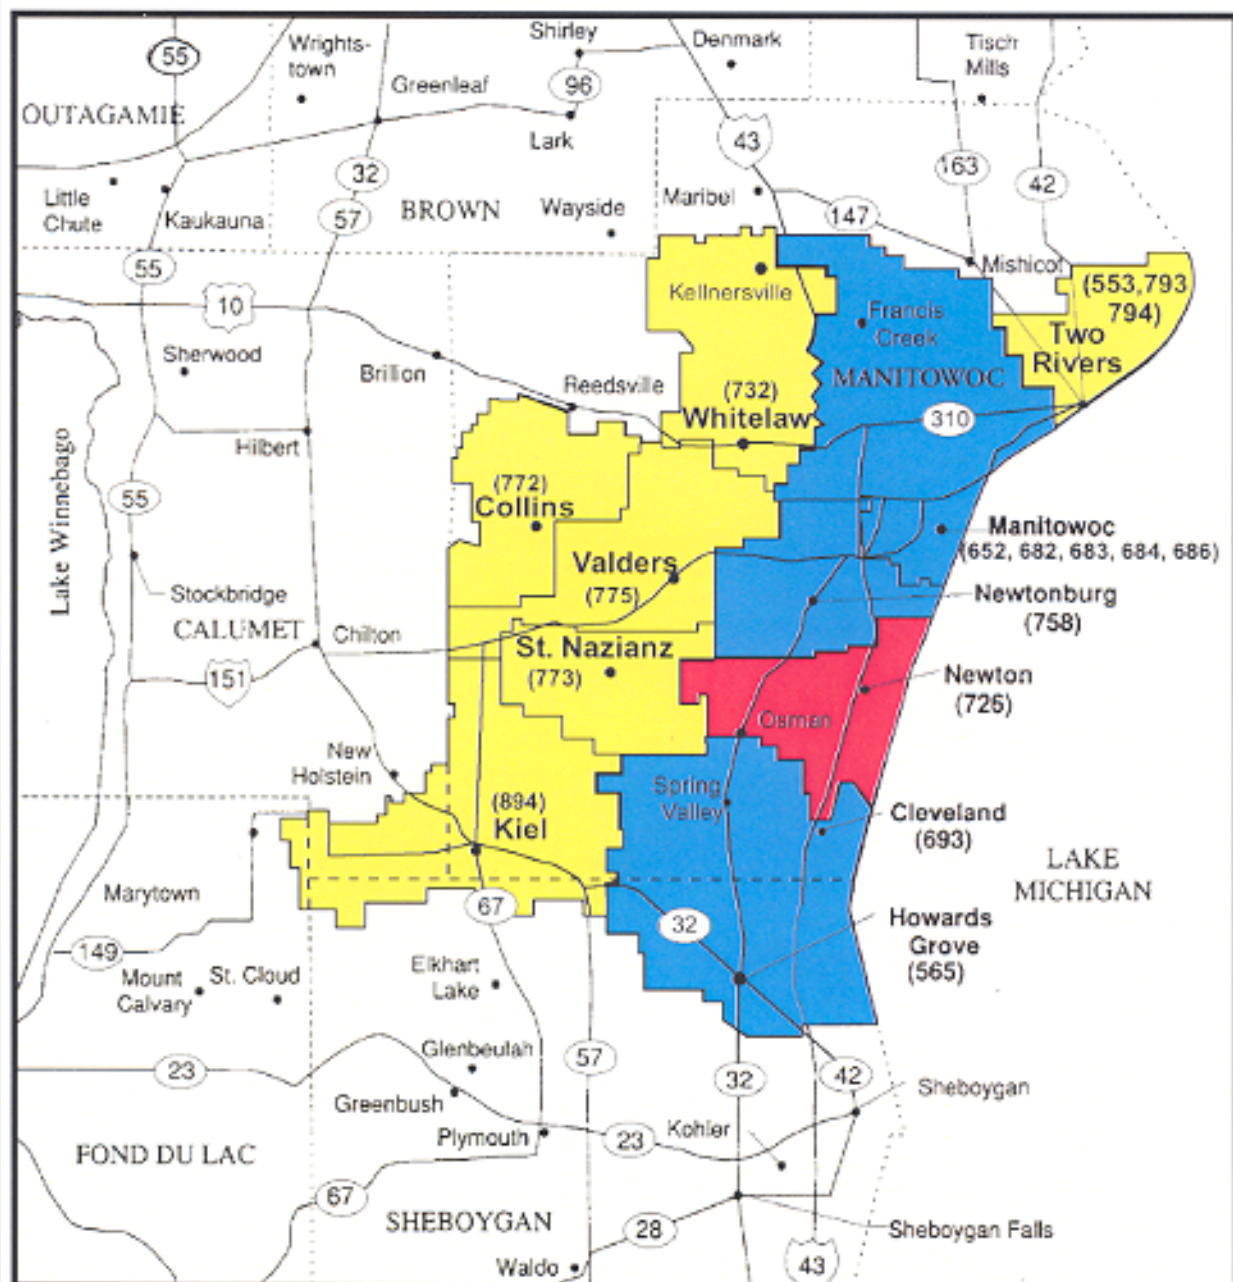 Shirley
Denmark
Tisch
Mills
Wrights-
town
55
Greenleaf
96
OUTAGAMIE
Lark
43
163
42
32
Little
Chute
Kaukauna
57
BROWN
Wayside
Maribel
147
Mishicot
55
10
Kellnersville
(553,793
794)
Two
Rivers
Francis
Creek
Sherwood
Brillion
Reedsville
MANITOWOC
(732)
Whitelaw
310
Hilbert
Lake Winnebago
55
(772)
Collins
Manitowoc
(652, 682, 683, 684, 686)
Valders
(775)
Stockbridge
Newtonburg
(758)
CALUMET
Chilton
St. Nazianz
(773)
151
Newton
(726)
Osman
New
Holstein
Spring
Valley
(894)
Kiel
Cleveland
(693)
LAKE
MICHIGAN
Marytown
67
32
Howards
Grove
(565)
149
Mount
Calvary
St. Cloud
Elkhart
Lake
Glenbeulah
57
23
32
42
Sheboygan
Greenbush
Plymouth
23
Kohler
FOND DU LAC
67
SHEBOYGAN
28
Sheboygan Falls
43
Waldo